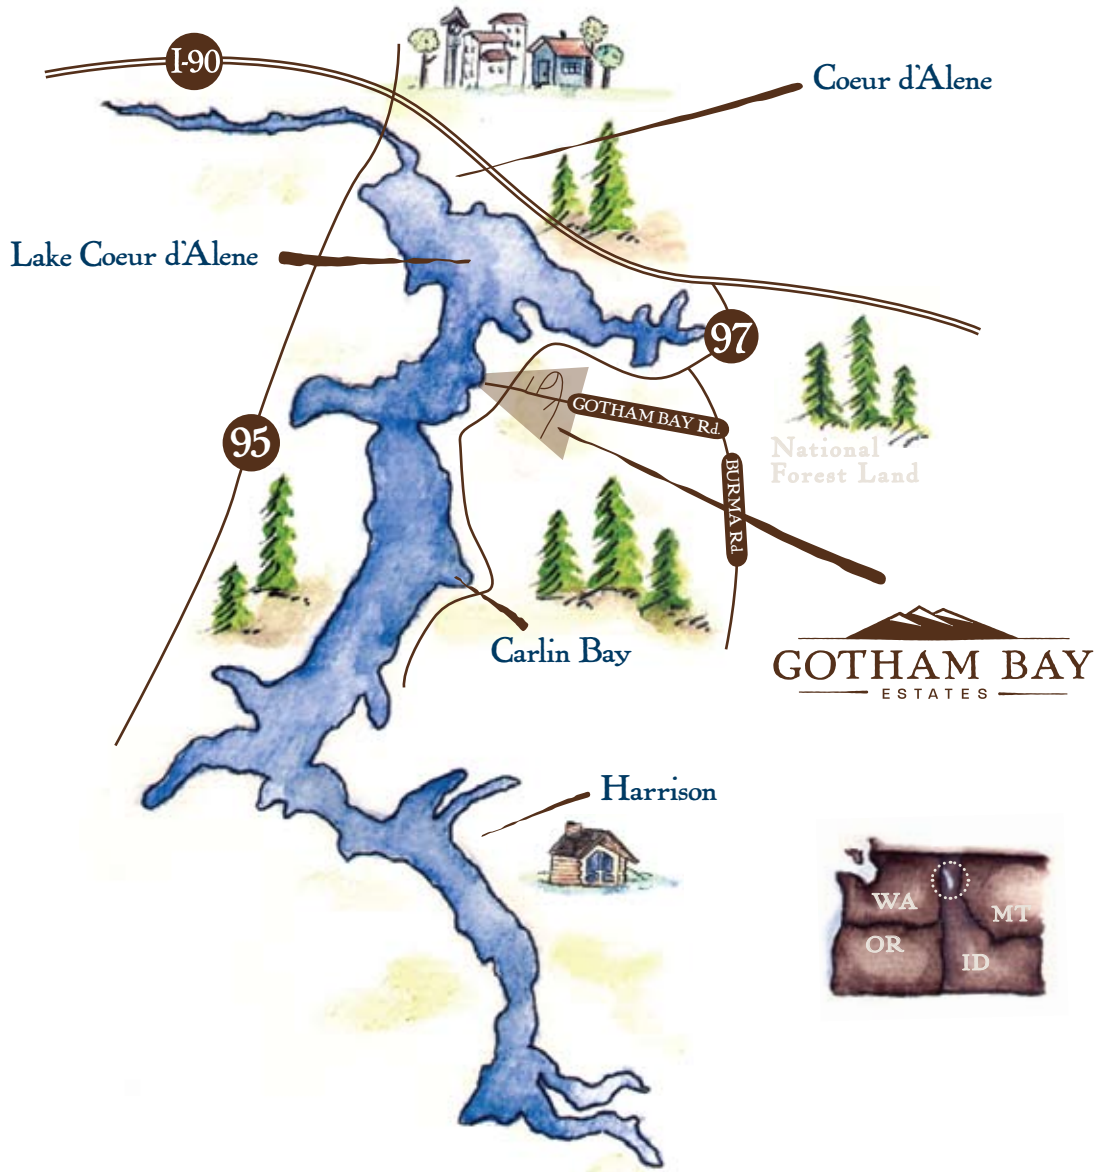 I-90
Coeur d'Alene
Lake Coeur d'Alene
97
GOTHAM BAY Rd.
95
National
Forest Land
BURMA Rd.
Carlin Bay
GOTHAM BAY
ESTATES
Harrison
WA
MT
OR
ID